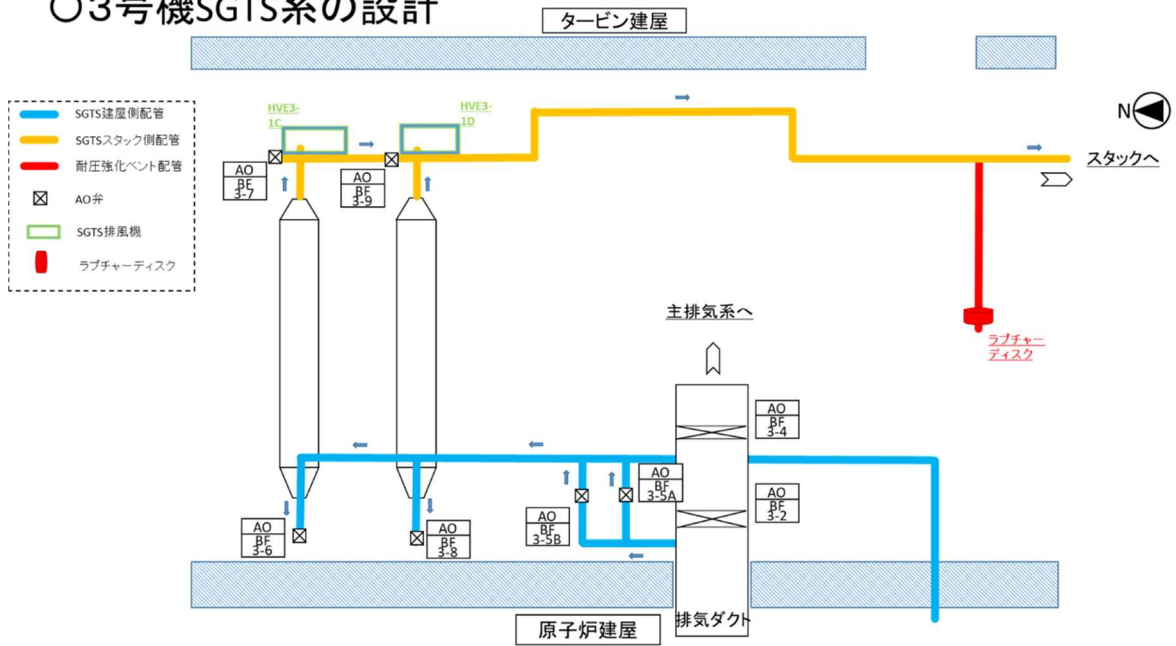 〇3号機SGTS系の設計
タービン建屋
SGTS建屋側配管
SGTSスタック側配管
耐圧強化ベント配管
AO弁
SGTS排風機
ラプチャーディスク
HVE3-
1C
HVE3-
1D
N
AO
BF
3-7
AO
BF
3-9
スタックへ
主排気系へ
ラプチャー
ディスク
AO
BF
3-4
AO
BF
3-5A
AO
BF
3-2
AO
BF
3-5B
AO
BF
3-6
AO
BF
3-8
排気ダクト
原子炉建屋